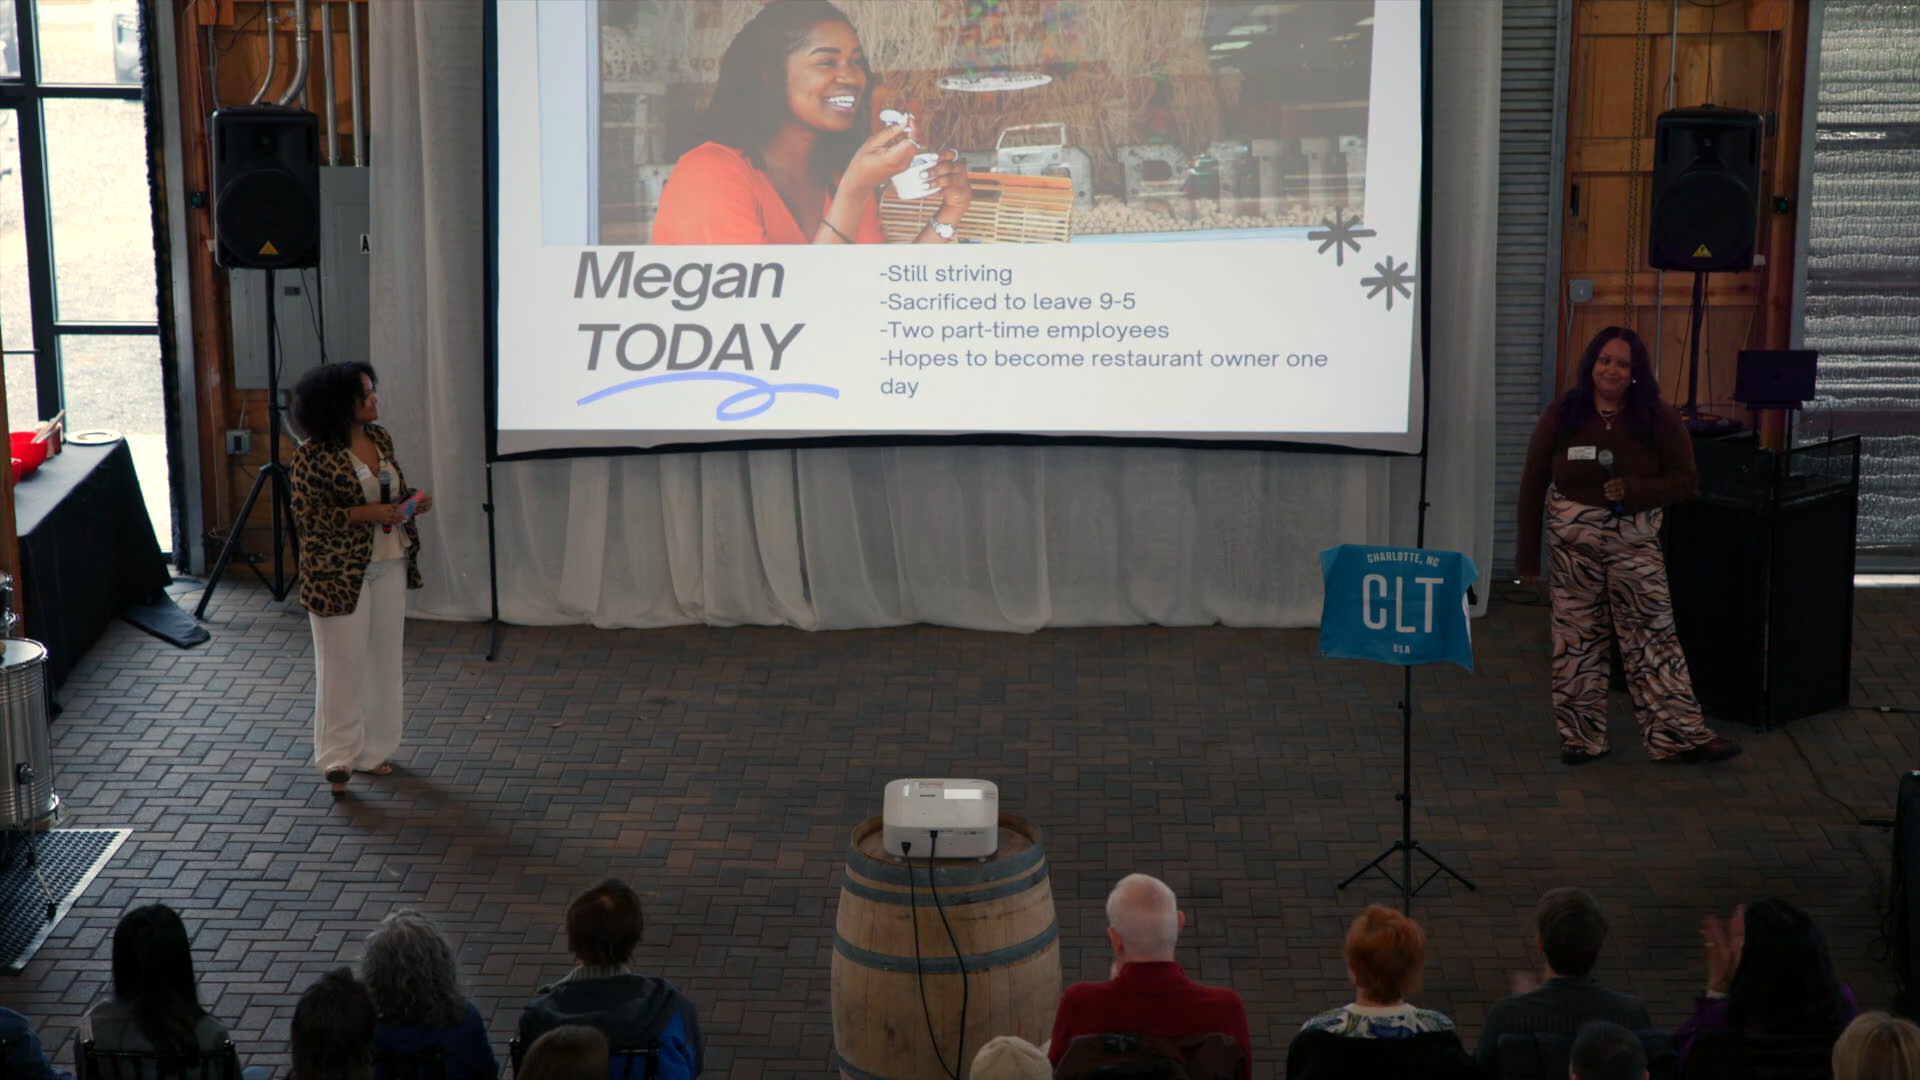 Megan
TODAY
-Still striving
-Sacrificed to leave 9-5
-Two part-time employees
-Hopes to become restaurant owner one
day
CHARLOTTE, NC
CLT
USA